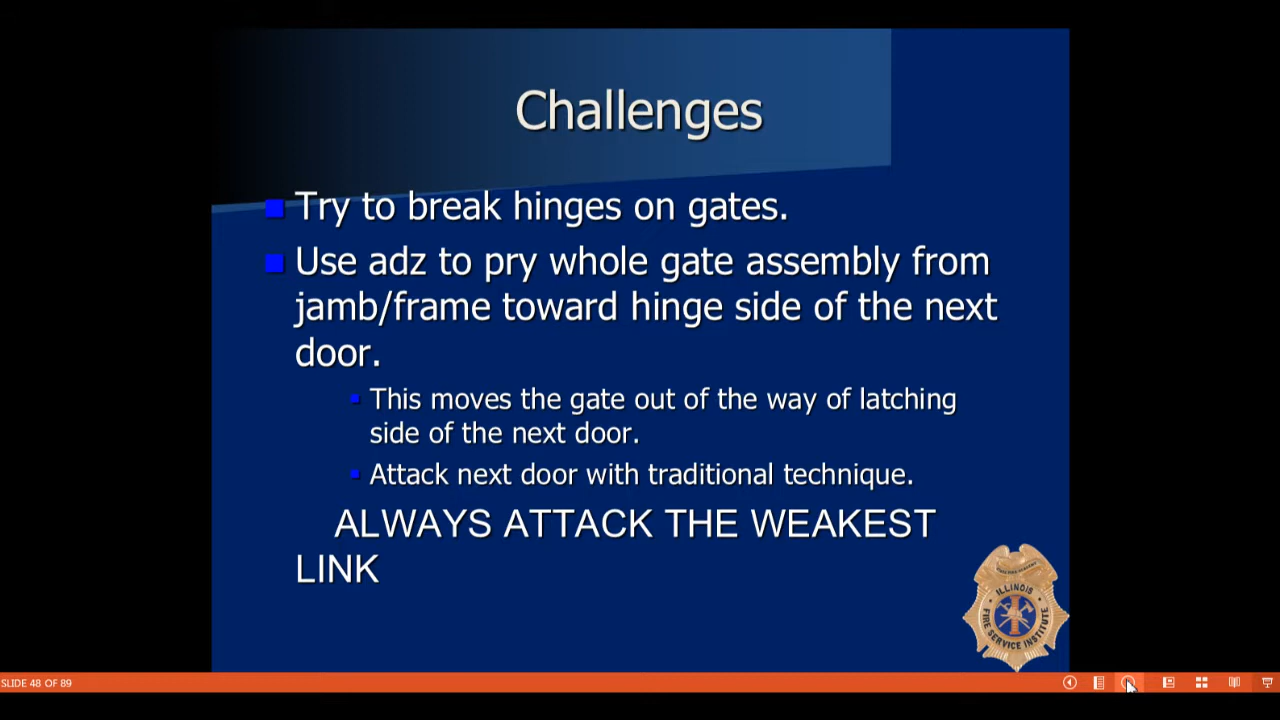 Challenges
Try to break hinges on gates.
Use adz to pry whole gate assembly from
jamb/frame toward hinge side of the next
door.
This moves the gate out of the way of latching
side of the next door.
Attack next door with traditional technique.
ALWAYS ATTACK THE WEAKEST
LINK
ILLINOIS
FIRE SERVICE INSTITUTE
SLIDE 48 OF 89